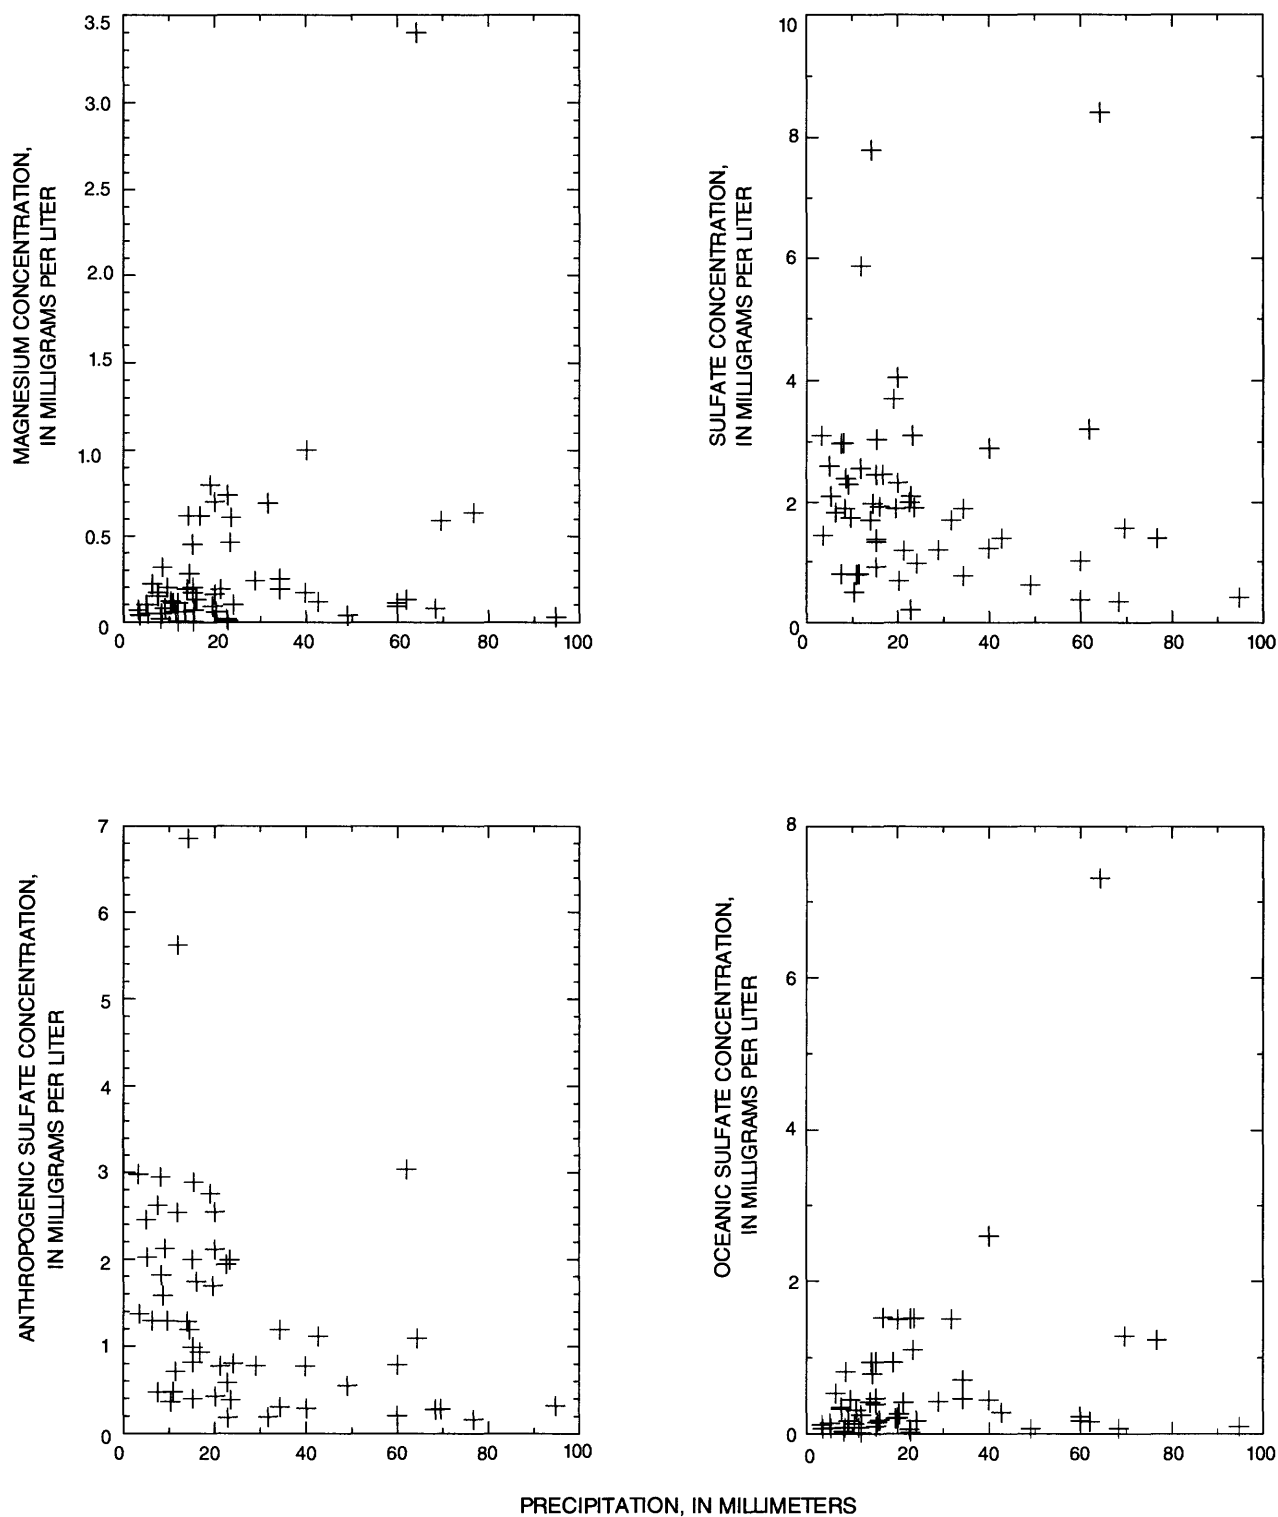 MAGNESIUM CONCENTRATION,
IN MILLIGRAMS PER LITER
3.5
3.0
2.5
2.0
1.5
1.0
0.5
0
0 20 40 60 80 100
SULFATE CONCENTRATION,
IN MILLIGRAMS PER LITER
10
8
6
4
2
0
0 20 40 60 80 100
ANTHROPOGENIC SULFATE CONCENTRATION,
IN MILLIGRAMS PER LITER
7
6
5
4
3
2
1
0
0 20 40 60 80 100
OCEANIC SULFATE CONCENTRATION,
IN MILLIGRAMS PER LITER
8
6
4
2
0
0 20 40 60 80 100
PRECIPITATION, IN MILLIMETERS